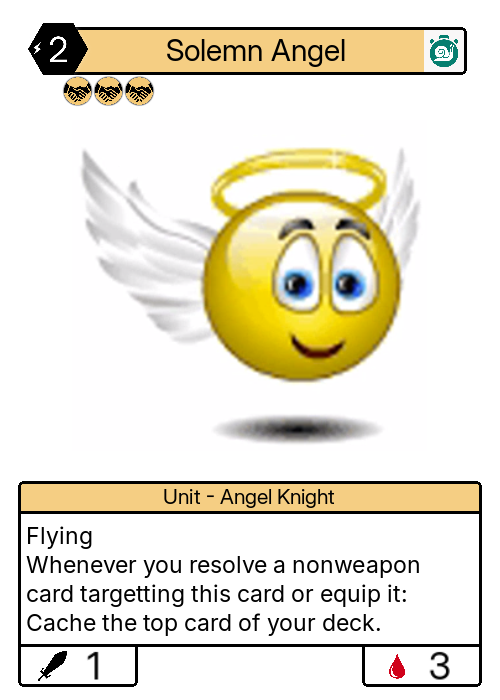 2
Solemn Angel
Unit - Angel Knight
Flying
Whenever you resolve a nonweapon
card targetting this card or equip it:
Cache the top card of your deck.
1
3